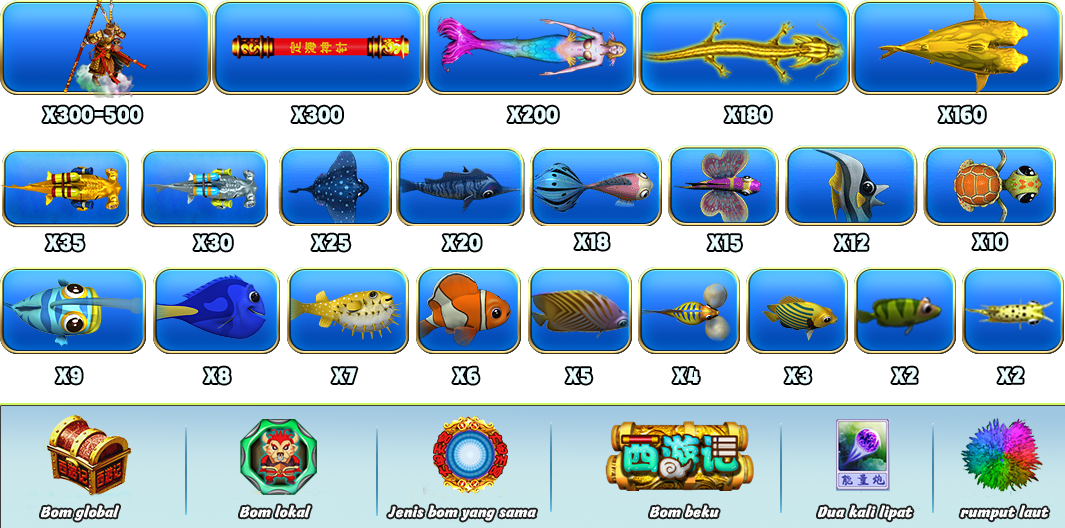 定海神针
X300-500
X300
X200
X180
X160
X35
X30
X25
X20
X18
X15
X12
X10
X9
X8
X7
X6
X5
X4
X3
X2
X2
西游记
能量炮
Bom global
Bom lokal
Jenis bom yang sama
Bom beku
Dua kali lipat
rumput laut